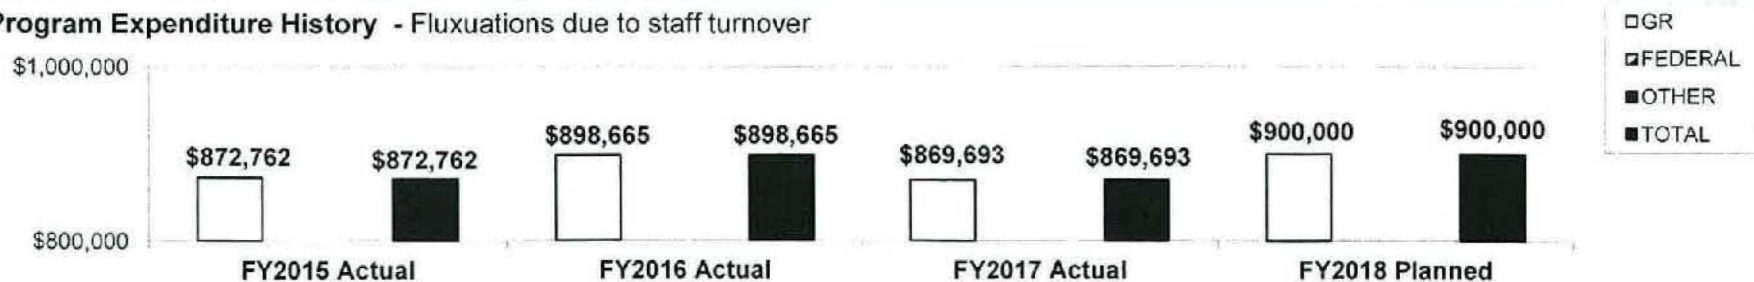 Program Expenditure History - Fluxuations due to staff turnover
GR
FEDERAL
OTHER
TOTAL
$1,000,000
$800,000
$872,762 $872,762 $898,665 $898,665 $869,693 $869,693 $900,000 $900,000
FY2015 Actual FY2016 Actual FY2017 Actual FY2018 Planned